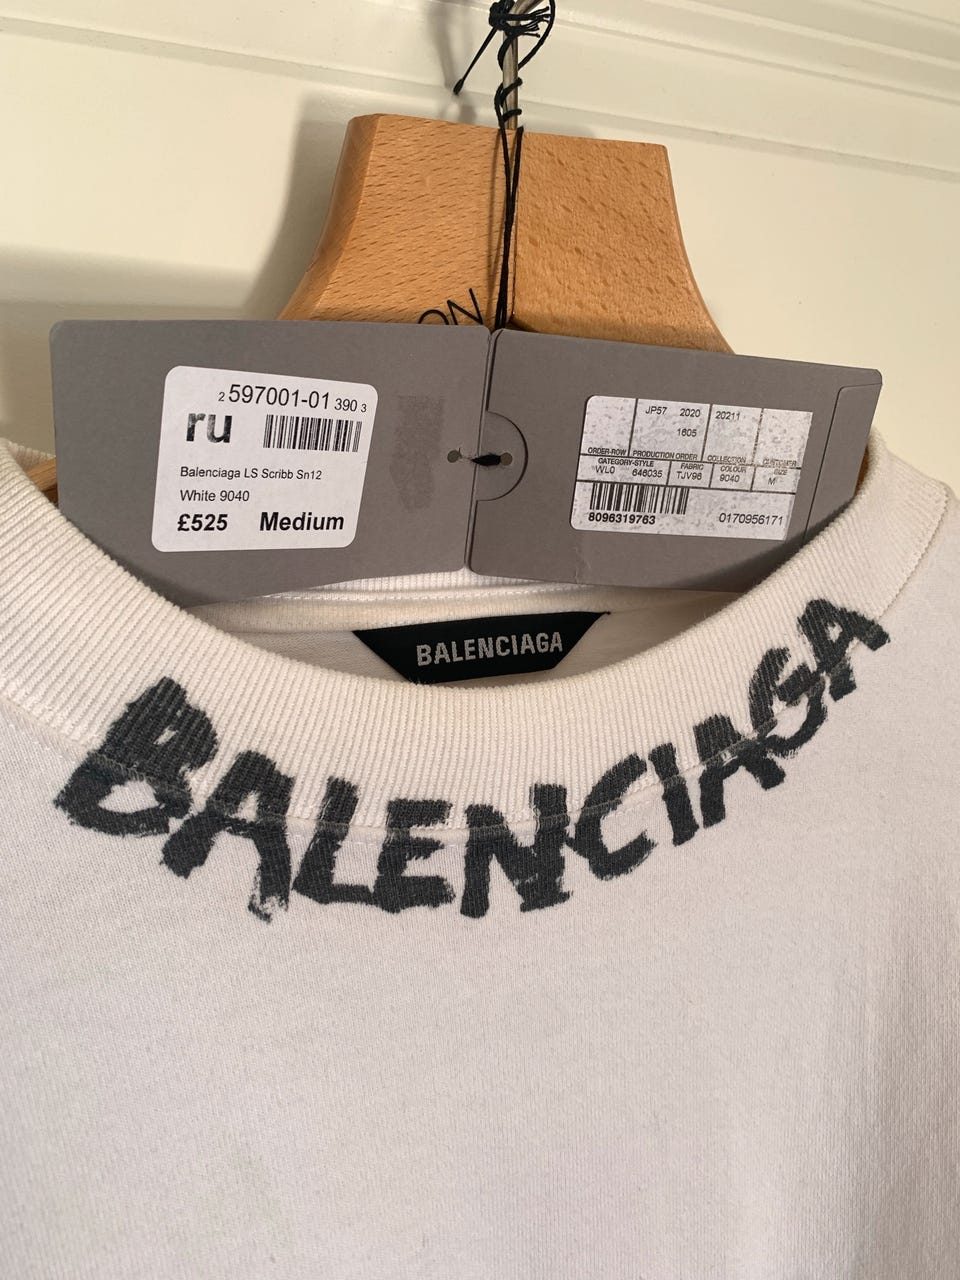 ON
2 597001-01 390 3
ru
Balenciaga LS Scribb Sn12
White 9040
£525 Medium
JP57 2020 20211
1605
ORDER-ROW PRODUCTION ORDER COLLECTION
CATEGORY-STYLE FABRIC COLOUR SIZE
WL0 646035 TJV96 9040 M
8096319763 0170956171
BALENCIAGA
BALENCIAGA